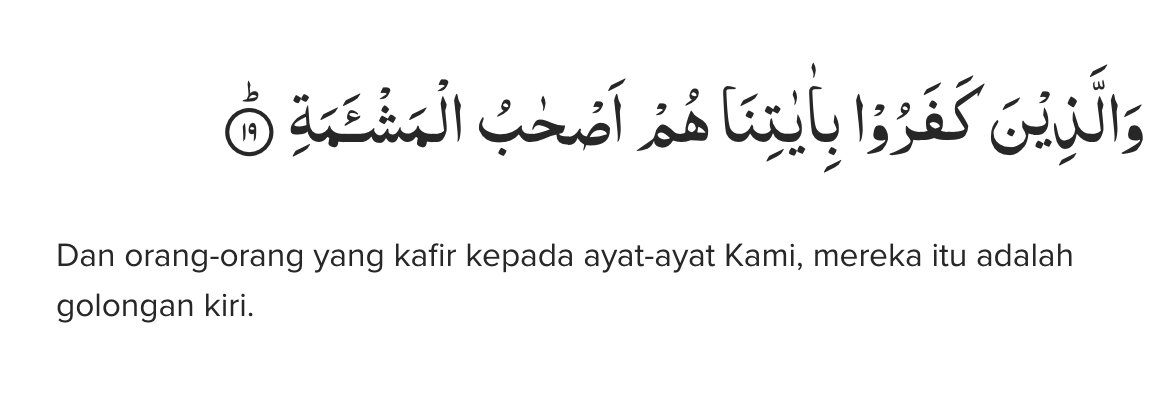 وَالَّذِيْنَ كَفَرُوْا بِاٰيٰتِنَا هُمْ اَصْحٰبُ الْمَشْـَٔمَةِۗ ۝١٩
Dan orang-orang yang kafir kepada ayat-ayat Kami, mereka itu adalah
golongan kiri.